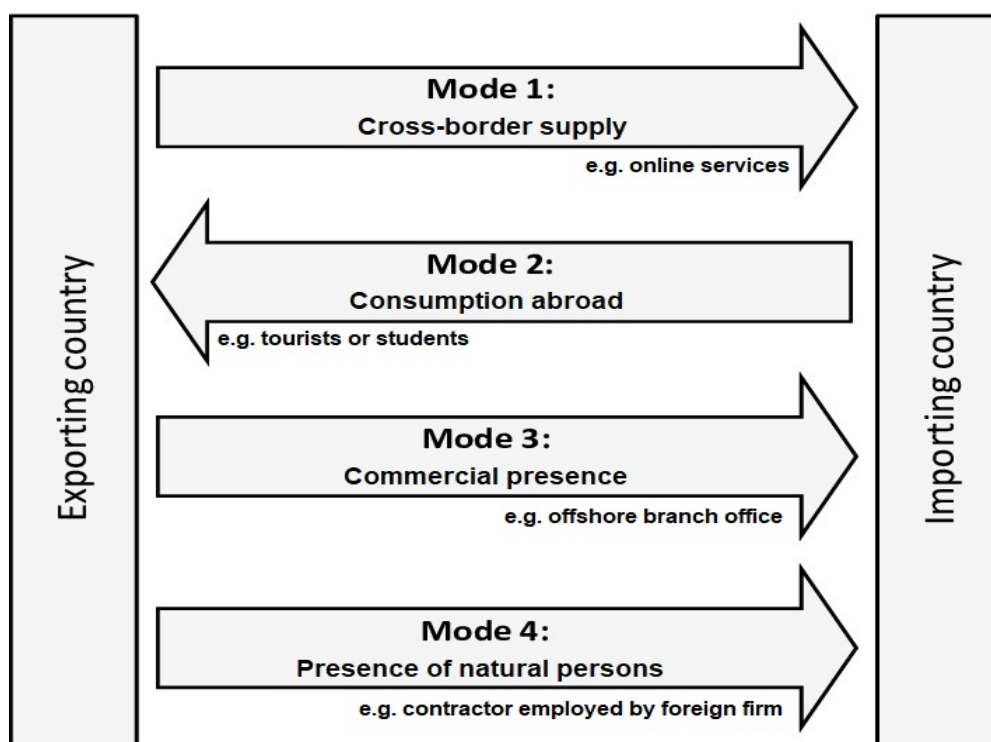 Exporting country
Mode 1:
Cross-border supply
e.g. online services
Mode 2:
Consumption abroad
e.g. tourists or students
Mode 3:
Commercial presence
e.g. offshore branch office
Mode 4:
Presence of natural persons
e.g. contractor employed by foreign firm
Importing country